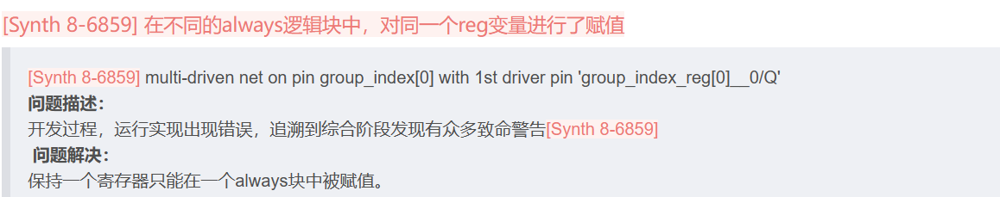 [Synth 8-6859] 在不同的always逻辑块中，对同一个reg变量进行了赋值
[Synth 8-6859] multi-driven net on pin group_index[0] with 1st driver pin 'group_index_reg[0]__0/Q'
问题描述：
开发过程，运行实现出现错误，追溯到综合阶段发现有众多致命警告[Synth 8-6859]
问题解决：
保持一个寄存器只能在一个always块中被赋值。